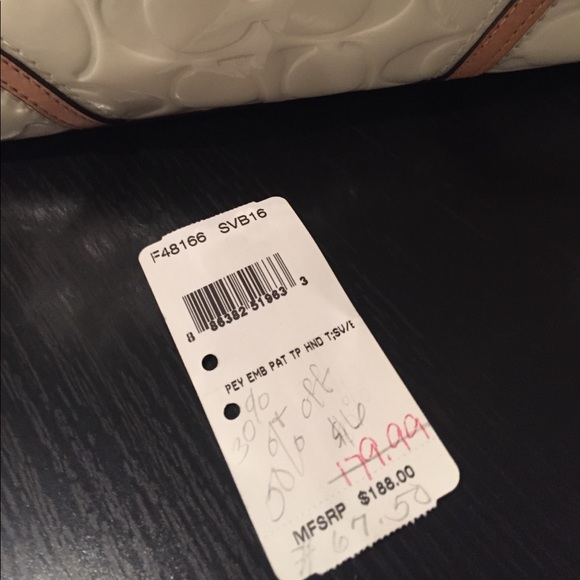 F48166 SVB16
8 86382 51963 3
PEY EMB PAT TP HND T;SV/B
30%
off off
50% $16
179.99
MFSRP $188.00
# 67.50